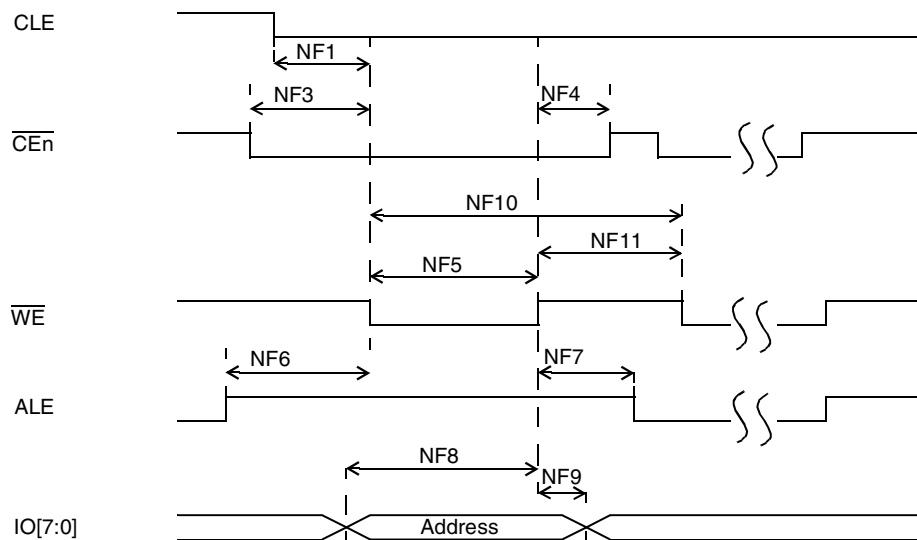 CLE
NF1
NF3
NF4
CEn
NF10
NF11
NF5
WE
NF6
NF7
ALE
NF8
NF9
IO[7:0]
Address